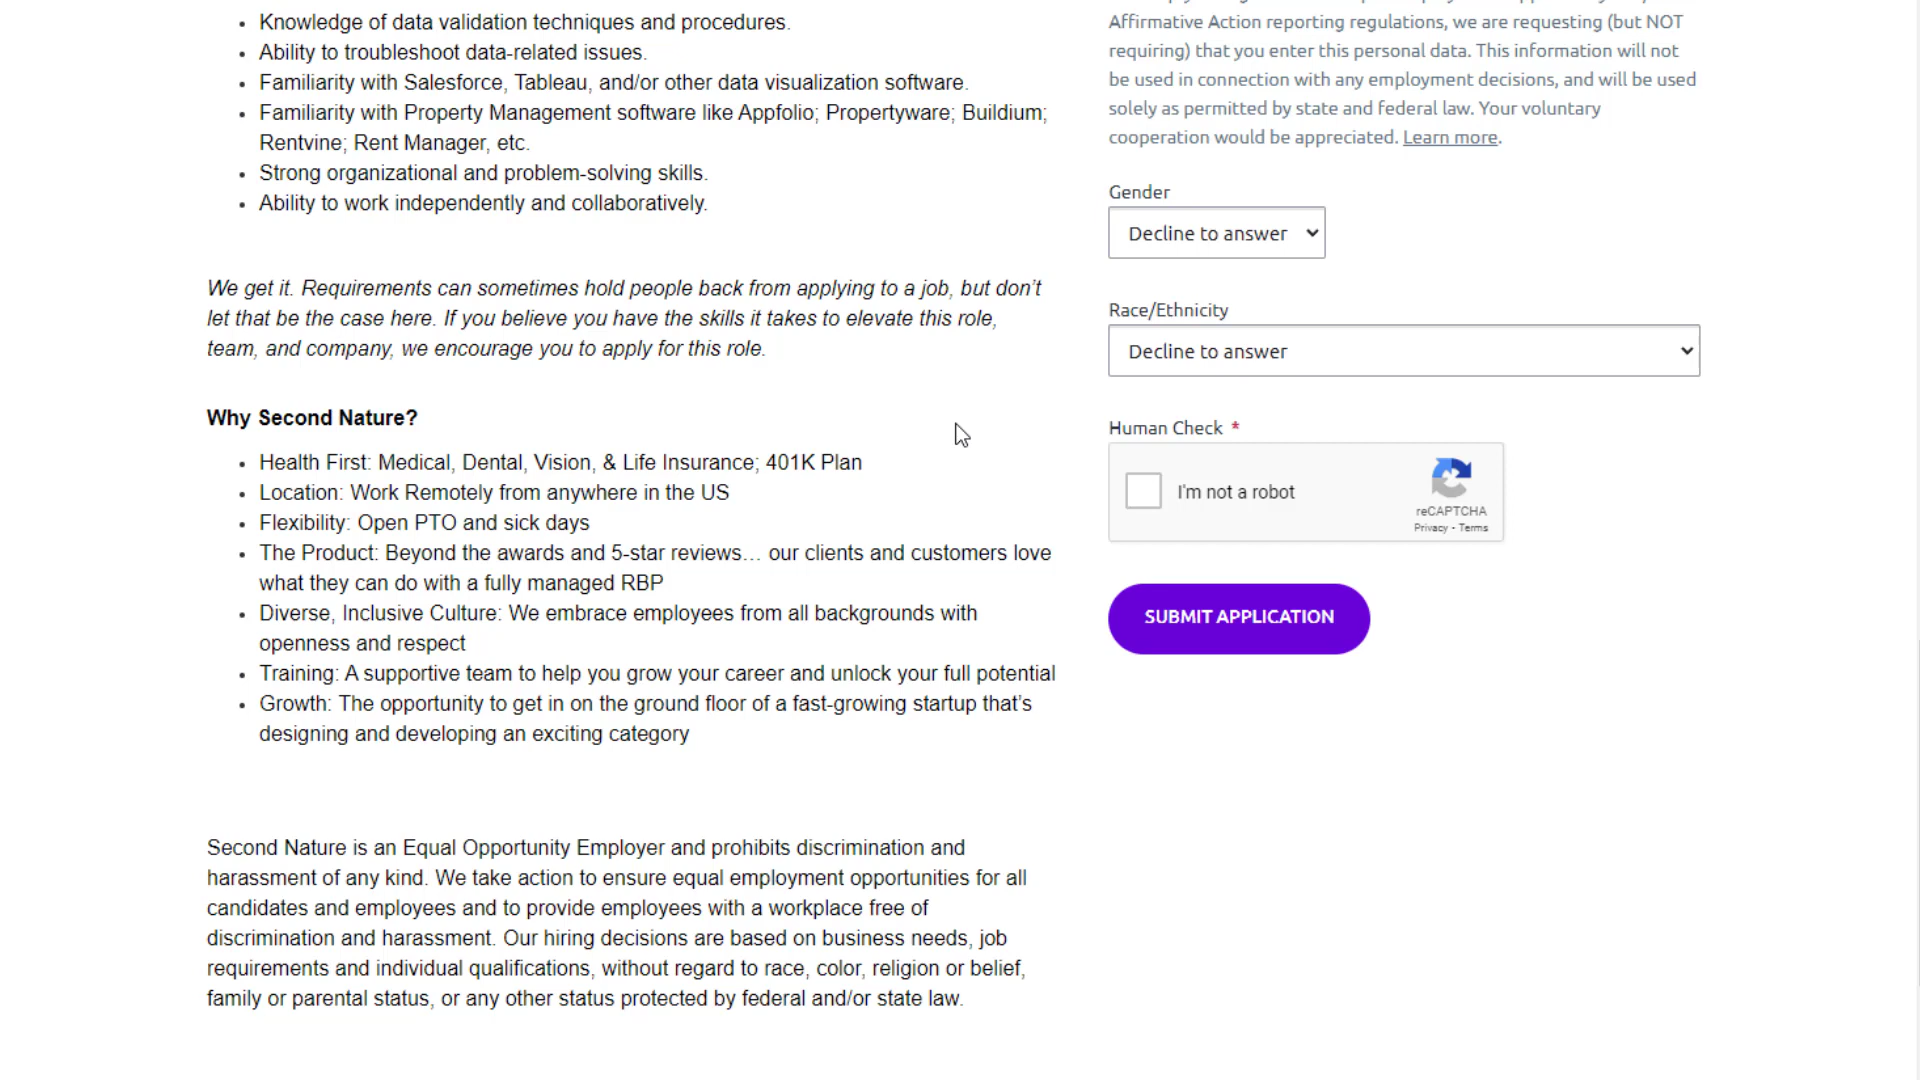 Knowledge of data validation techniques and procedures.
Ability to troubleshoot data-related issues.
Familiarity with Salesforce, Tableau, and/or other data visualization software.
Familiarity with Property Management software like Appfolio; Propertyware; Buildium;
Rentvine; Rent Manager, etc.
Strong organizational and problem-solving skills.
Ability to work independently and collaboratively.
We get it. Requirements can sometimes hold people back from applying to a job, but don’t
let that be the case here. If you believe you have the skills it takes to elevate this role,
team, and company, we encourage you to apply for this role.
Why Second Nature?
Health First: Medical, Dental, Vision, & Life Insurance; 401K Plan
Location: Work Remotely from anywhere in the US
Flexibility: Open PTO and sick days
The Product: Beyond the awards and 5-star reviews… our clients and customers love
what they can do with a fully managed RBP
Diverse, Inclusive Culture: We embrace employees from all backgrounds with
openness and respect
Training: A supportive team to help you grow your career and unlock your full potential
Growth: The opportunity to get in on the ground floor of a fast-growing startup that’s
designing and developing an exciting category
Second Nature is an Equal Opportunity Employer and prohibits discrimination and
harassment of any kind. We take action to ensure equal employment opportunities for all
candidates and employees and to provide employees with a workplace free of
discrimination and harassment. Our hiring decisions are based on business needs, job
requirements and individual qualifications, without regard to race, color, religion or belief,
family or parental status, or any other status protected by federal and/or state law.
Affirmative Action reporting regulations, we are requesting (but NOT
requiring) that you enter this personal data. This information will not
be used in connection with any employment decisions, and will be used
solely as permitted by state and federal law. Your voluntary
cooperation would be appreciated. Learn more.
Gender
Decline to answer
Race/Ethnicity
Decline to answer
Human Check *
I'm not a robot
reCAPTCHA
Privacy - Terms
SUBMIT APPLICATION